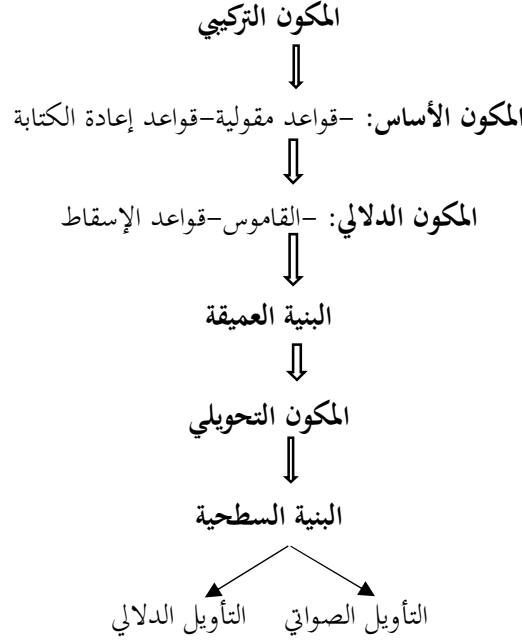 المكون التركيبي
المكون الأساس: -قواعد مقولية-قواعد إعادة الكتابة
المكون الدلالي: -القاموس-قواعد الإسقاط
البنية العميقة
المكون التحويلي
البنية السطحية
التأويل الصواتي التأويل الدلالي